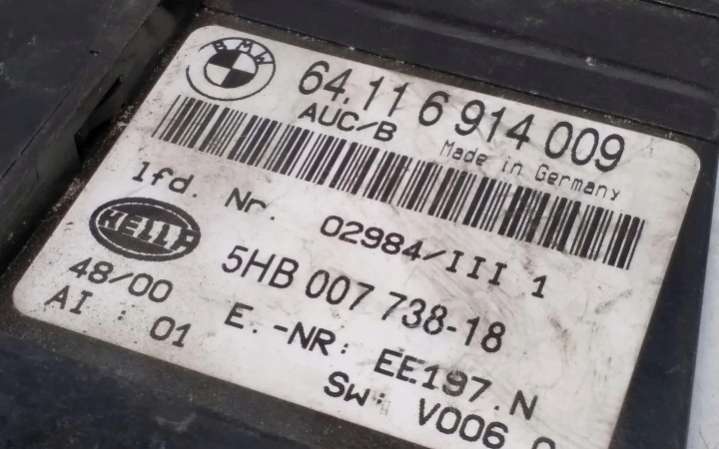 BMW
64.11 6 914 009
AUC/B
Made in Germany
lfd. Nr. 02984/III 1
HELLA
5HB 007 738-18
48/00
AI : 01
E.-NR: EE197.N
SW: V006